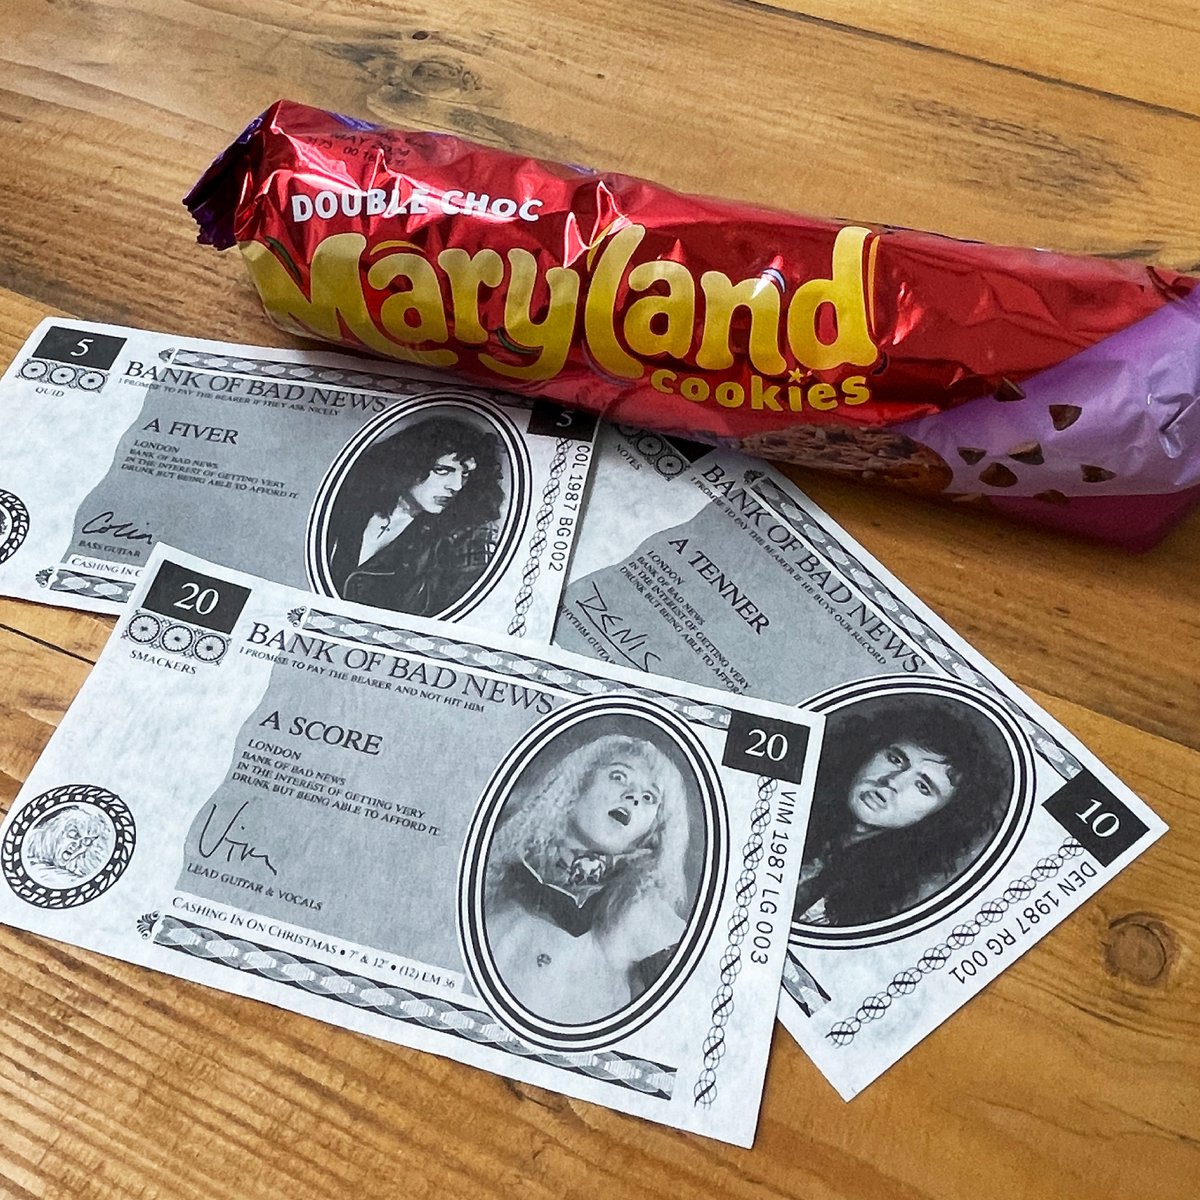 DOUBLE CHOC
Maryland
cookies
5
QUID
BANK OF BAD NEWS
I PROMISE TO PAY THE BEARER IF THEY ASK NICELY
A FIVER
LONDON
BANK OF BAD NEWS
IN THE INTEREST OF GETTING VERY
DRUNK BUT BEING ABLE TO AFFORD IT.
Colin
BASS GUITAR
CASHING IN
5
COL 1987 BG 002
NOTES
BANK OF BAD NEWS
I PROMISE TO PAY THE BEARER IF HE BUYS OUR RECORD
A TENNER
LONDON
BANK OF BAD NEWS
IN THE INTEREST OF GETTING VERY
DRUNK BUT BEING ABLE TO AFFORD
DENIS
RHYTHM GUITAR
10
DEN 1987 RG 001
20
SMACKERS
BANK OF BAD NEWS
I PROMISE TO PAY THE BEARER AND NOT HIT HIM
A SCORE
LONDON
BANK OF BAD NEWS
IN THE INTEREST OF GETTING VERY
DRUNK BUT BEING ABLE TO AFFORD IT.
Vim
LEAD GUITAR & VOCALS
CASHING IN ON CHRISTMAS • 7" & 12" • (12) EM 36
20
VIM 1987 LG 003